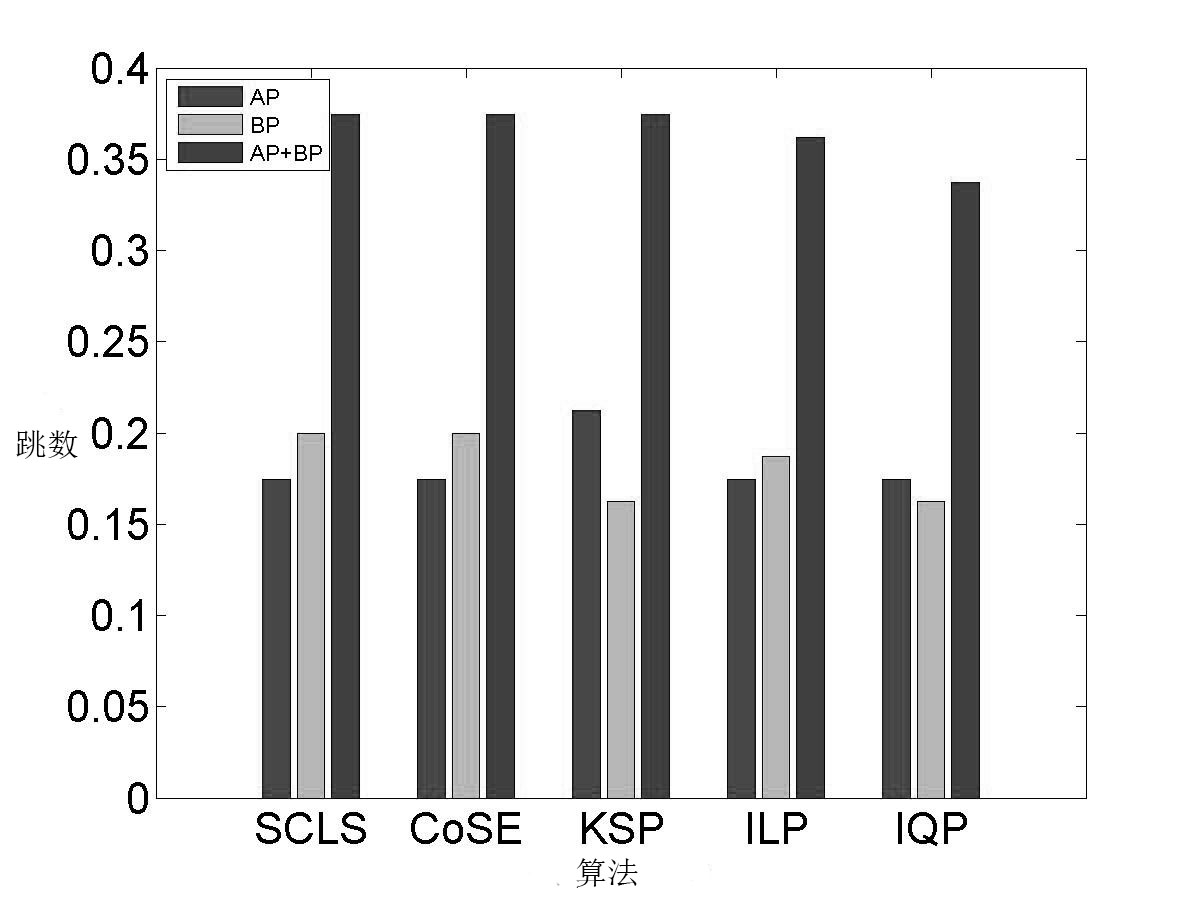 0.4
AP
BP
AP+BP
0.35
0.3
0.25
0.2
跳数
0.15
0.1
0.05
0
SCLS CoSE KSP ILP IQP
算法